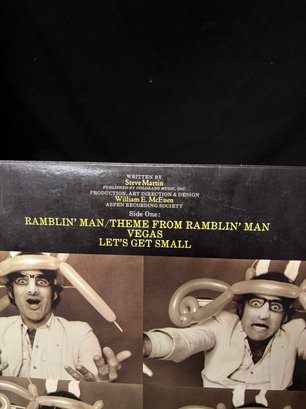 WRITTEN BY
Steve Martin
PUBLISHED BY COLORADO MUSIC, INC.
PRODUCTION, ART DIRECTION & DESIGN
William E. McEuen
ASPEN RECORDING SOCIETY
Side One:
RAMBLIN' MAN/THEME FROM RAMBLIN' MAN
VEGAS
LET'S GET SMALL